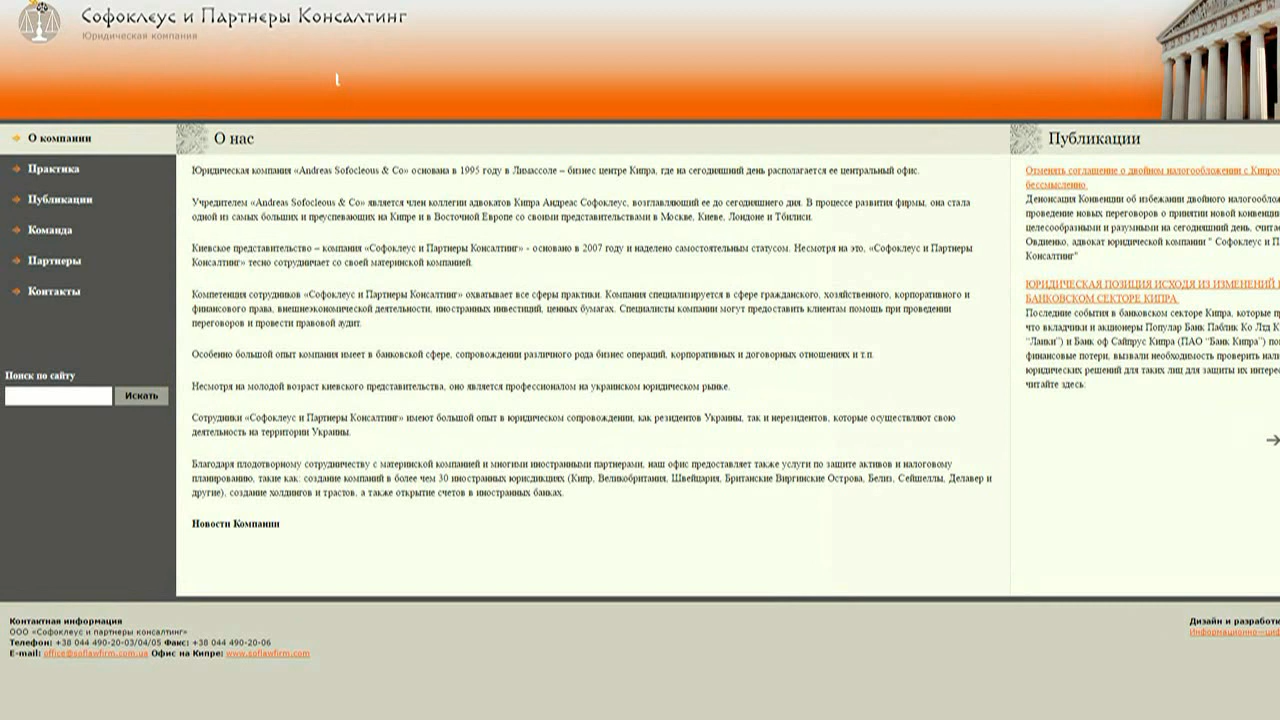 Софоклеус и Партнеры Консалтинг
Юридическая компания
О компании
Практика
Публикации
Команда
Партнеры
Контакты
Поиск по сайту
Искать
О нас
Юридическая компания «Andreas Sofocleous & Co» основана в 1995 году в Лимассоле – бизнес центре Кипра, где на сегодняшний день располагается ее центральный офис.
Учредителем «Andreas Sofocleous & Co» является член коллегии адвокатов Кипра Андреас Софоклеус, возглавляющий ее до сегодняшнего дня. В процессе развития фирмы, она стала
одной из самых больших и преуспевающих на Кипре и в Восточной Европе со своими представительствами в Москве, Киеве, Лондоне и Тбилиси.
Киевское представительство – компания «Софоклеус и Партнеры Консалтинг» - основано в 2007 году и наделено самостоятельным статусом. Несмотря на это, «Софоклеус и Партнеры
Консалтинг» тесно сотрудничает со своей материнской компанией.
Компетенция сотрудников «Софоклеус и Партнеры Консалтинг» охватывает все сферы практики. Компания специализируется в сфере гражданского, хозяйственного, корпоративного и
финансового права, внешнеэкономической деятельности, иностранных инвестиций, ценных бумагах. Специалисты компании могут предоставить клиентам помощь при проведении
переговоров и провести правовой аудит.
Особенно большой опыт компания имеет в банковской сфере, сопровождении различного рода бизнес операций, корпоративных и договорных отношениях и т.п.
Несмотря на молодой возраст киевского представительства, оно является профессионалом на украинском юридическом рынке.
Сотрудники «Софоклеус и Партнеры Консалтинг» имеют большой опыт в юридическом сопровождении, как резидентов Украины, так и нерезидентов, которые осуществляют свою
деятельность на территории Украины.
Благодаря плодотворному сотрудничеству с материнской компанией и многими иностранными партнерами, наш офис предоставляет также услуги по защите активов и налоговому
планированию, такие как: создание компаний в более чем 30 иностранных юрисдикциях (Кипр, Великобритания, Швейцария, Британские Виргинские Острова, Белиз, Сейшеллы, Делавер и
другие), создание холдингов и трастов, а также открытие счетов в иностранных банках.
Новости Компании
Публикации
Отменять соглашение о двойном налогообложении с Кипром
бессмысленно.
Денонсация Конвенции об избежании двойного налогообложе
проведение новых переговоров о принятии новой конвенци
целесообразными и разумными на сегодняшний день, счита
Овдиенко, адвокат юридической компании " Софоклеус и П
Консалтинг"
ЮРИДИЧЕСКАЯ ПОЗИЦИЯ ИСХОДЯ ИЗ ИЗМЕНЕНИЙ
БАНКОВСКОМ СЕКТОРЕ КИПРА
Последние события в банковском секторе Кипра, которые пр
что вкладчики и акционеры Популар Банк Паблик Ко Лтд К
"Лаики") и Банк оф Сайпрус Кипра (ПАО "Банк Кипра") по
финансовые потери, вызвали необходимость проверить нали
юридических решений для таких лиц для защиты их интерес
читайте здесь:
Контактная информация
ООО «Софоклеус и партнеры консалтинг»
Телефон: +38 044 490-20-03/04/05 Факс: +38 044 490-20-06
E-mail: office@soflawfirm.com.ua Офис на Кипре: www.soflawfirm.com
Дизайн и разработк
Информационно—циф